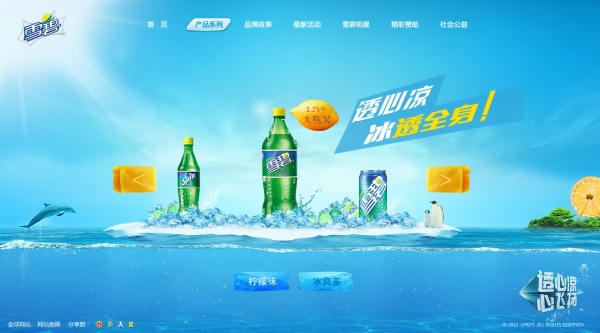 雪碧
首 页
产品系列
品牌故事
最新活动
雪碧明星
精彩赞助
社会公益
透心凉
冰透全身!
1.25升
大瓶装
Sprite
雪碧
雪碧
<
>
柠檬味
冰爽茶
透心凉
心飞扬
全球网站 网站地图 分享到:
© 2012 SPRITE. ALL RIGHTS RESERVED